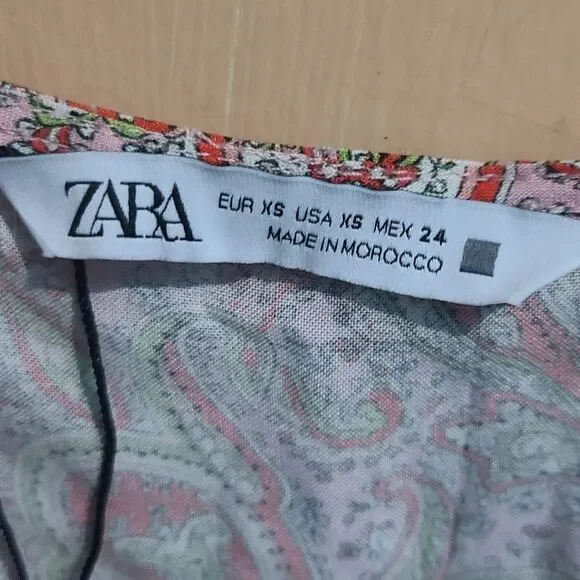 ZARA
EUR XS USA XS MEX 24
MADE IN MOROCCO